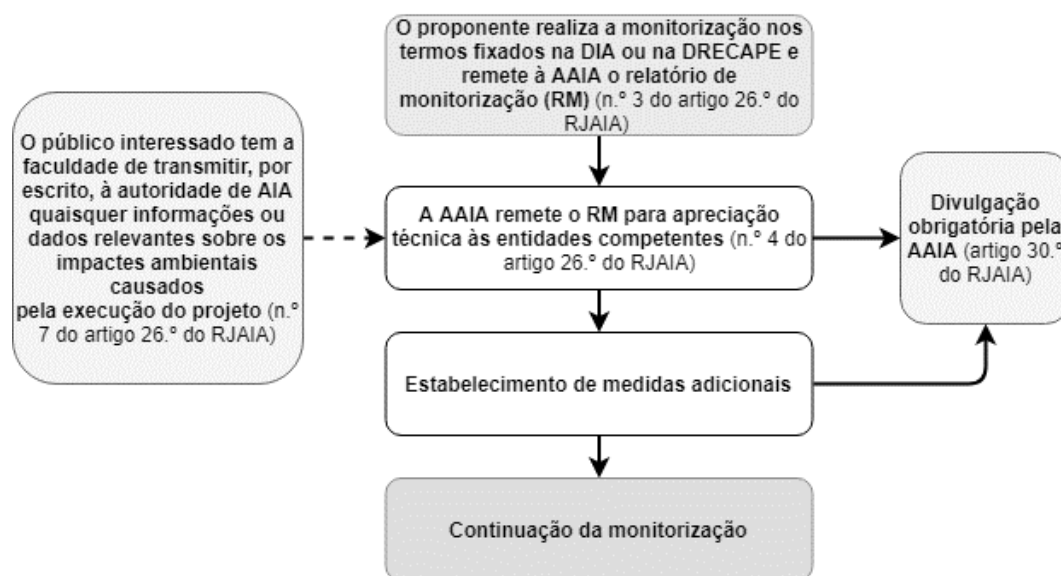 O proponente realiza a monitorização nos
termos fixados na DIA ou na DRECAPE e
remete à AAIA o relatório de
monitorização (RM) (n.º 3 do artigo 26.º do
RJAIA)
O público interessado tem a
faculdade de transmitir, por
escrito, à autoridade de AIA
quaisquer informações ou
dados relevantes sobre os
impactes ambientais
causados
pela execução do projeto (n.º
7 do artigo 26.º do RJAIA)
A AAIA remete o RM para apreciação
técnica às entidades competentes (n.º 4 do
artigo 26.º do RJAIA)
Divulgação
obrigatória pela
AAIA (artigo 30.º
do RJAIA)
Estabelecimento de medidas adicionais
Continuação da monitorização